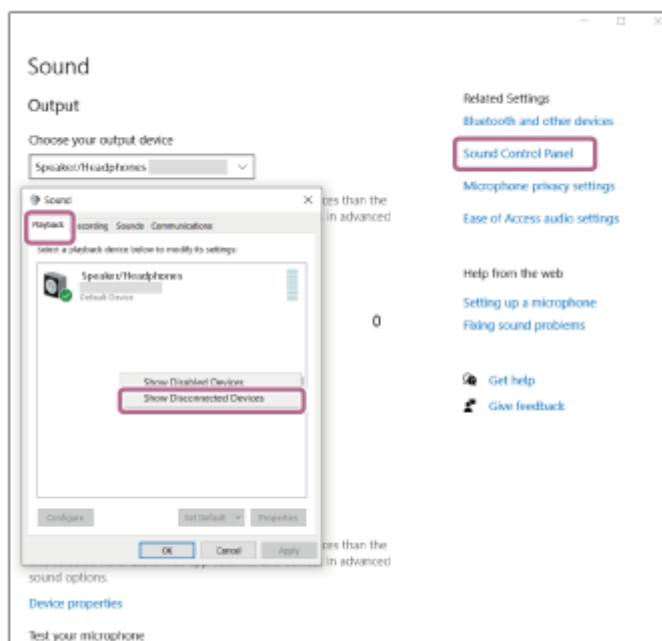 Sound
Output
Choose your output device
Speaker/Headphones
Sound
Playback
Recording Sounds Communications
Select a playback device below to modify its settings:
Speaker/Headphones
Default Device
Show Disabled Devices
Show Disconnected Devices
Configure
Set Default
Properties
OK
Cancel
Apply
ces than the
in advanced
0
ces than the
in advanced
sound options.
Device properties
Test your microphone
Related Settings
Bluetooth and other devices
Sound Control Panel
Microphone privacy settings
Ease of Access audio settings
Help from the web
Setting up a microphone
Fixing sound problems
Get help
Give feedback